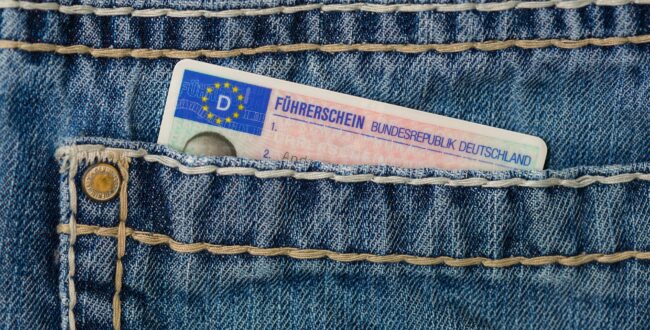 D
FÜHRERSCHEIN BUNDESREPUBLIK DEUTSCHLAND
1.
2.